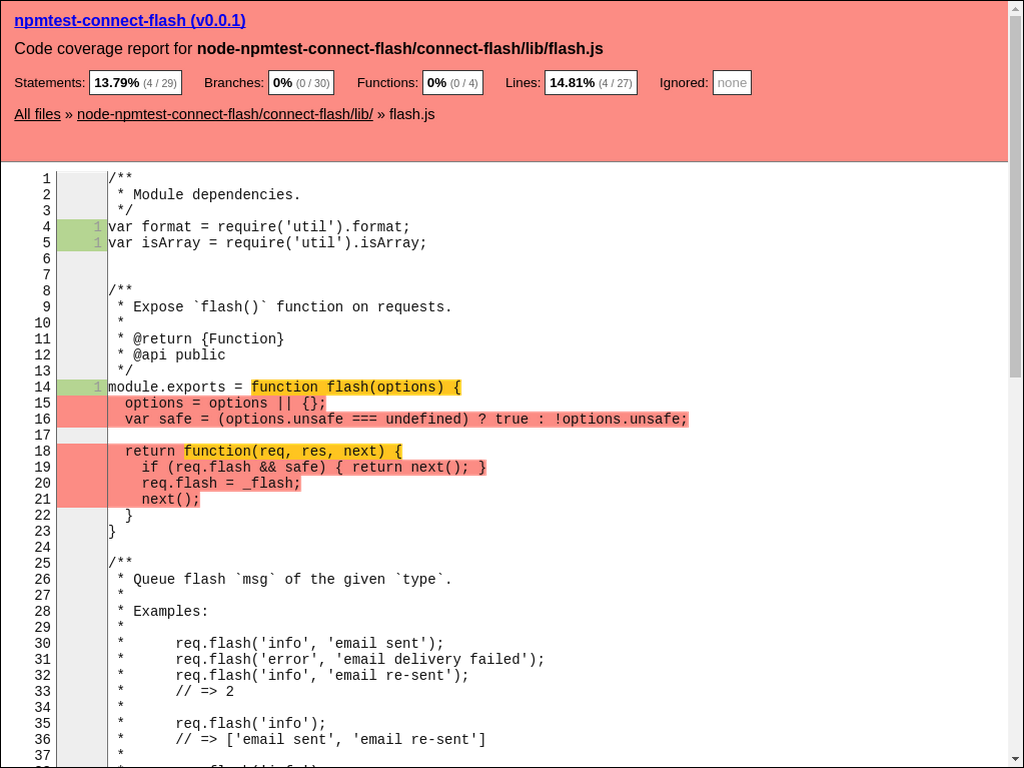 npmtest-connect-flash (v0.0.1)
Code coverage report for node-npmtest-connect-flash/connect-flash/lib/flash.js
Statements: 13.79% (4 / 29) Branches: 0% (0 / 30) Functions: 0% (0 / 4) Lines: 14.81% (4 / 27) Ignored: none
All files » node-npmtest-connect-flash/connect-flash/lib/ » flash.js
1 /**
2 * Module dependencies.
3 */
4 1 var format = require('util').format;
5 1 var isArray = require('util').isArray;
6
7
8 /**
9 * Expose `flash()` function on requests.
10 *
11 * @return {Function}
12 * @api public
13 */
14 1 module.exports = function flash(options) {
15 options = options || {};
16 var safe = (options.unsafe === undefined) ? true : !options.unsafe;
17
18 return function(req, res, next) {
19 if (req.flash && safe) { return next(); }
20 req.flash = _flash;
21 next();
22 }
23 }
24
25 /**
26 * Queue flash `msg` of the given `type`.
27 *
28 * Examples:
29 *
30 * req.flash('info', 'email sent');
31 * req.flash('error', 'email delivery failed');
32 * req.flash('info', 'email re-sent');
33 * // => 2
34 *
35 * req.flash('info');
36 * // => ['email sent', 'email re-sent']
37 *